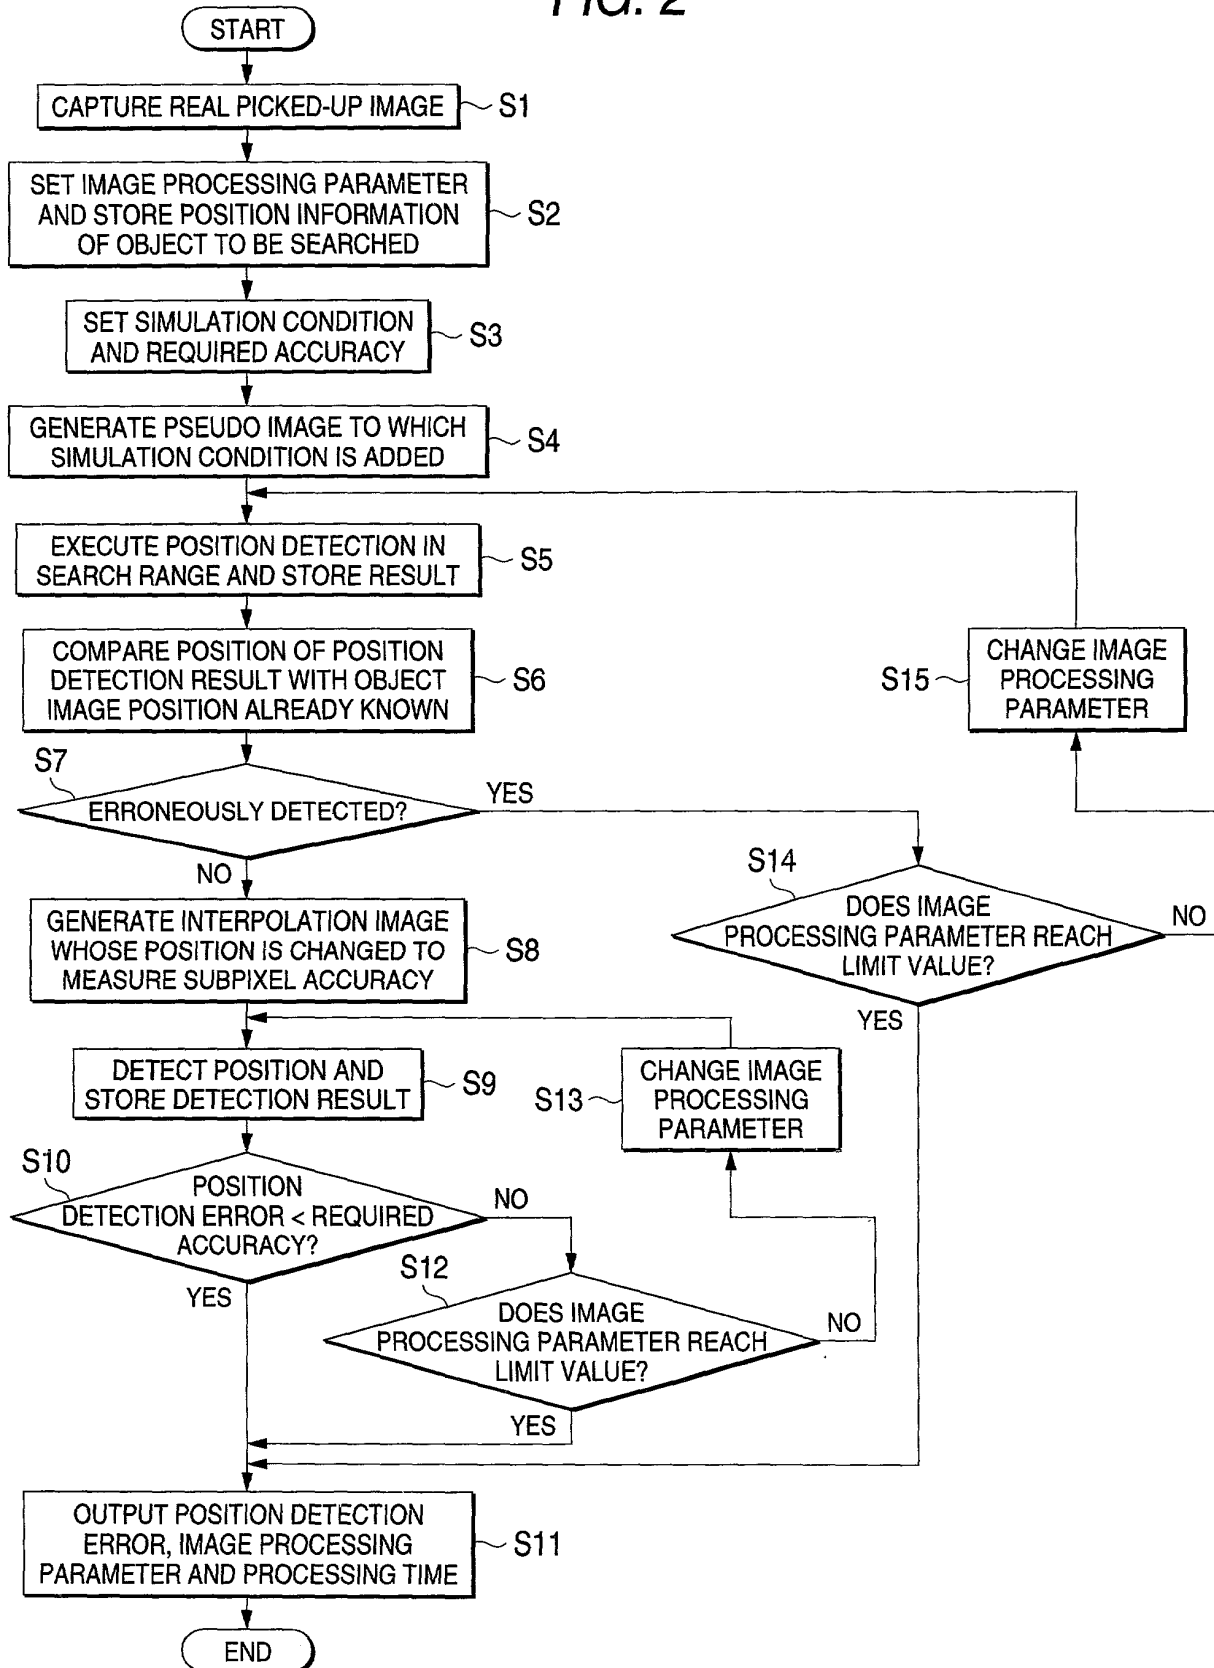 FIG. 2
START
CAPTURE REAL PICKED-UP IMAGE
S1
SET IMAGE PROCESSING PARAMETER
AND STORE POSITION INFORMATION
OF OBJECT TO BE SEARCHED
S2
SET SIMULATION CONDITION
AND REQUIRED ACCURACY
S3
GENERATE PSEUDO IMAGE TO WHICH
SIMULATION CONDITION IS ADDED
S4
EXECUTE POSITION DETECTION IN
SEARCH RANGE AND STORE RESULT
S5
COMPARE POSITION OF POSITION
DETECTION RESULT WITH OBJECT
IMAGE POSITION ALREADY KNOWN
S6
S15
CHANGE IMAGE
PROCESSING
PARAMETER
S7
ERRONEOUSLY DETECTED?
YES
NO
S14
DOES IMAGE
PROCESSING PARAMETER REACH
LIMIT VALUE?
NO
YES
GENERATE INTERPOLATION IMAGE
WHOSE POSITION IS CHANGED TO
MEASURE SUBPIXEL ACCURACY
S8
DETECT POSITION AND
STORE DETECTION RESULT
S9
S13
CHANGE IMAGE
PROCESSING
PARAMETER
S10
POSITION
DETECTION ERROR < REQUIRED
ACCURACY?
NO
YES
S12
DOES IMAGE
PROCESSING PARAMETER REACH
LIMIT VALUE?
NO
YES
OUTPUT POSITION DETECTION
ERROR, IMAGE PROCESSING
PARAMETER AND PROCESSING TIME
S11
END